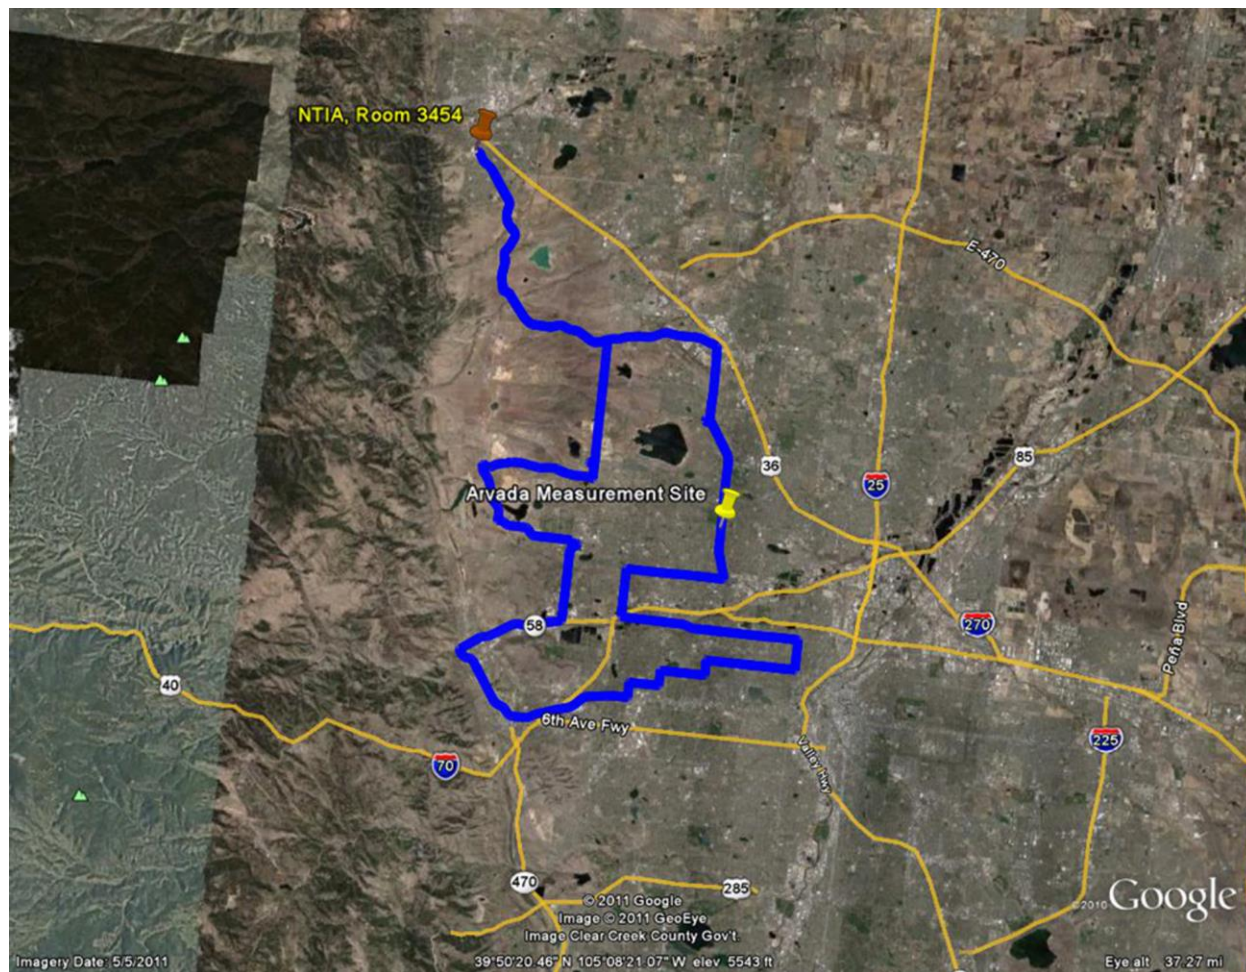 NTIA, Room 3454
E-470
Arvada Measurement Site
36
85
25
58
270
Peña Blvd
40
6th Ave Fwy
Valley Hwy
225
70
470
285
© 2011 Google
Image © 2011 GeoEye
Image Clear Creek County Gov't
©2010 Google
Imagery Date: 5/5/2011
39°50'20.46" N 105°08'21.07" W elev 5543 ft
Eye alt 37.27 mi